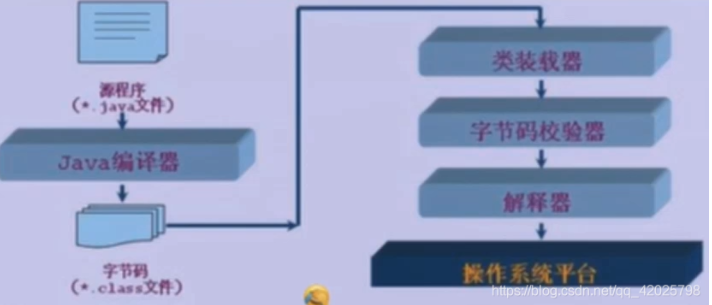 源程序
(*.java文件)
Java编译器
字节码
(*.class文件)
类装载器
字节码校验器
解释器
操作系统平台
https://blog.csdn.net/qq_42025798